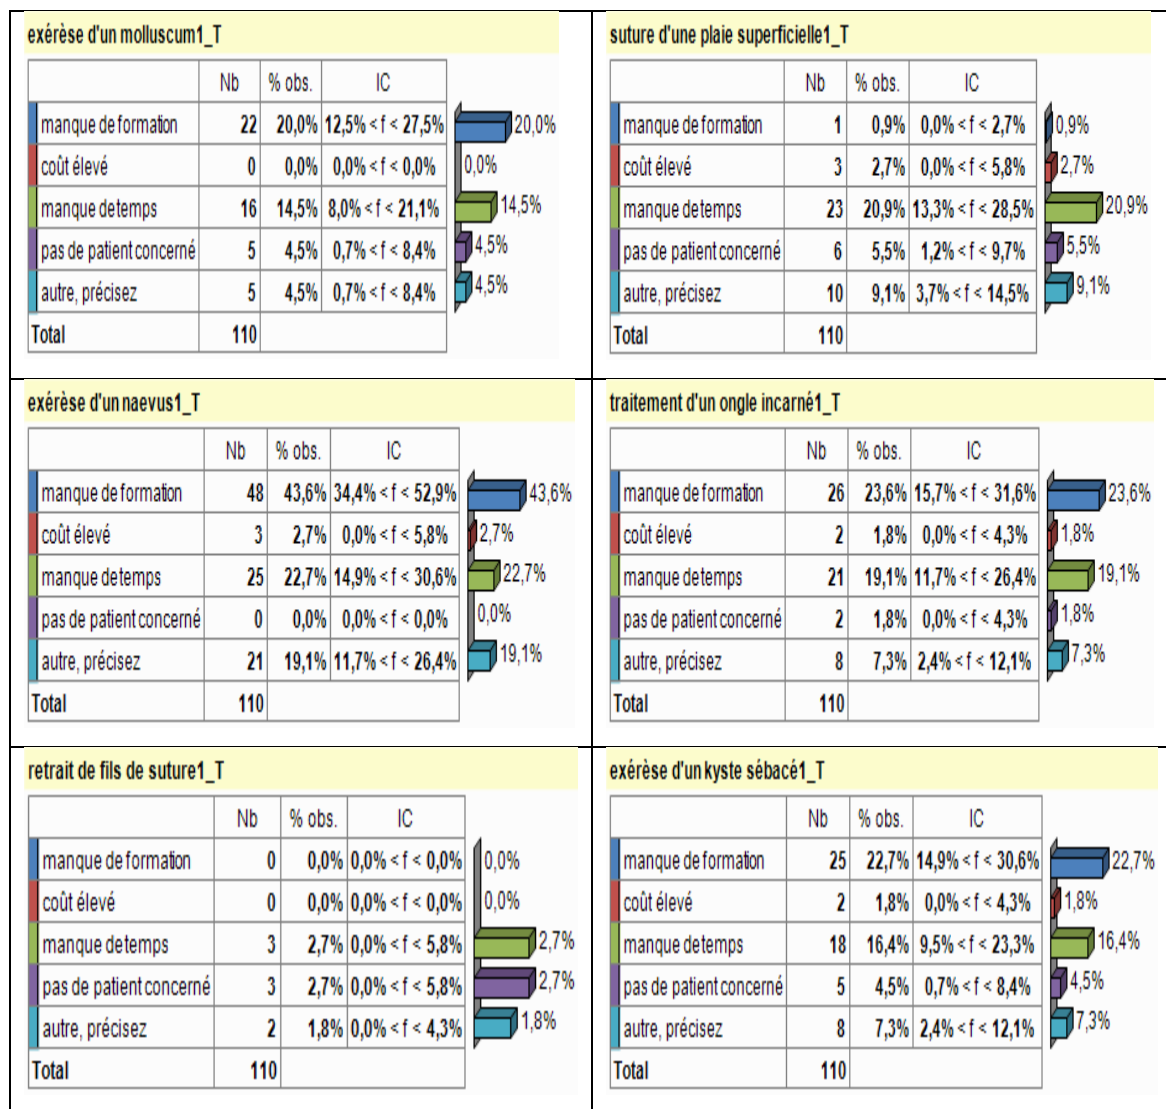 exérèse d'un molluscum1_T
Nb % obs. IC
manque de formation 22 20,0% 12,5% < f < 27,5% 20,0%
coût élevé 0 0,0% 0,0% < f < 0,0% 0,0%
manque de temps 16 14,5% 8,0% < f < 21,1% 14,5%
pas de patient concerné 5 4,5% 0,7% < f < 8,4% 4,5%
autre, précisez 5 4,5% 0,7% < f < 8,4% 4,5%
Total 110
suture d'une plaie superficielle1_T
Nb % obs. IC
manque de formation 1 0,9% 0,0% < f < 2,7% 0,9%
coût élevé 3 2,7% 0,0% < f < 5,8% 2,7%
manque de temps 23 20,9% 13,3% < f < 28,5% 20,9%
pas de patient concerné 6 5,5% 1,2% < f < 9,7% 5,5%
autre, précisez 10 9,1% 3,7% < f < 14,5% 9,1%
Total 110
exérèse d'un naevus1_T
Nb % obs. IC
manque de formation 48 43,6% 34,4% < f < 52,9% 43,6%
coût élevé 3 2,7% 0,0% < f < 5,8% 2,7%
manque de temps 25 22,7% 14,9% < f < 30,6% 22,7%
pas de patient concerné 0 0,0% 0,0% < f < 0,0% 0,0%
autre, précisez 21 19,1% 11,7% < f < 26,4% 19,1%
Total 110
traitement d'un ongle incarné1_T
Nb % obs. IC
manque de formation 26 23,6% 15,7% < f < 31,6% 23,6%
coût élevé 2 1,8% 0,0% < f < 4,3% 1,8%
manque de temps 21 19,1% 11,7% < f < 26,4% 19,1%
pas de patient concerné 2 1,8% 0,0% < f < 4,3% 1,8%
autre, précisez 8 7,3% 2,4% < f < 12,1% 7,3%
Total 110
retrait de fils de suture1_T
Nb % obs. IC
manque de formation 0 0,0% 0,0% < f < 0,0% 0,0%
coût élevé 0 0,0% 0,0% < f < 0,0% 0,0%
manque de temps 3 2,7% 0,0% < f < 5,8% 2,7%
pas de patient concerné 3 2,7% 0,0% < f < 5,8% 2,7%
autre, précisez 2 1,8% 0,0% < f < 4,3% 1,8%
Total 110
exérèse d'un kyste sébacé1_T
Nb % obs. IC
manque de formation 25 22,7% 14,9% < f < 30,6% 22,7%
coût élevé 2 1,8% 0,0% < f < 4,3% 1,8%
manque de temps 18 16,4% 9,5% < f < 23,3% 16,4%
pas de patient concerné 5 4,5% 0,7% < f < 8,4% 4,5%
autre, précisez 8 7,3% 2,4% < f < 12,1% 7,3%
Total 110